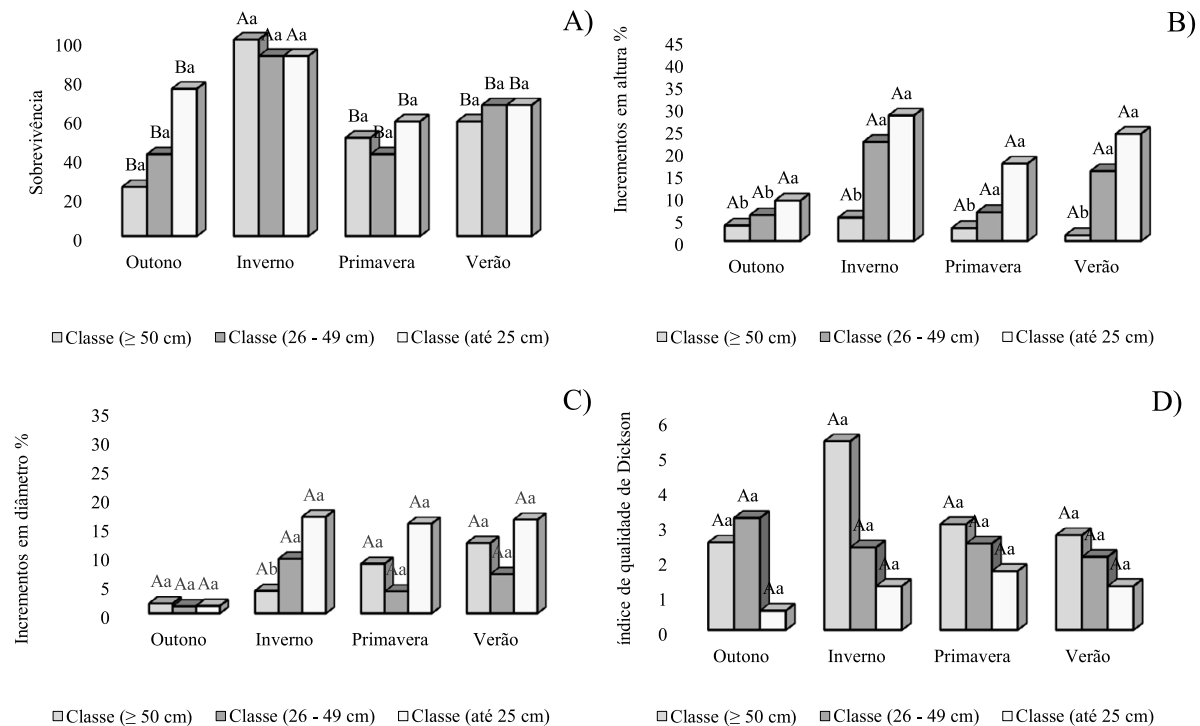 A)
Sobrevivência
100
80
60
40
20
0
Ba Ba Ba
Aa Aa Aa
Ba Ba Ba
Ba Ba Ba
Outono Inverno Primavera Verão
Classe (≥ 50 cm) Classe (26 - 49 cm) Classe (até 25 cm)
B)
Incrementos em altura %
45
40
35
30
25
20
15
10
5
0
Ab Ab Aa
Ab Aa Aa
Ab Aa Aa
Ab Aa Aa
Outono Inverno Primavera Verão
Classe (≥ 50 cm) Classe (26 - 49 cm) Classe (até 25 cm)
C)
Incrementos em diâmetro %
35
30
25
20
15
10
5
0
Aa Aa Aa
Ab Aa Aa
Aa Aa Aa
Aa Aa Aa
Outono Inverno Primavera Verão
Classe (≥ 50 cm) Classe (26 - 49 cm) Classe (até 25 cm)
D)
índice de qualidade de Dickson
6
5
4
3
2
1
0
Aa Aa Aa
Aa Aa Aa
Aa Aa Aa
Aa Aa Aa
Outono Inverno Primavera Verão
Classe (≥ 50 cm) Classe (26 - 49 cm) Classe (até 25 cm)